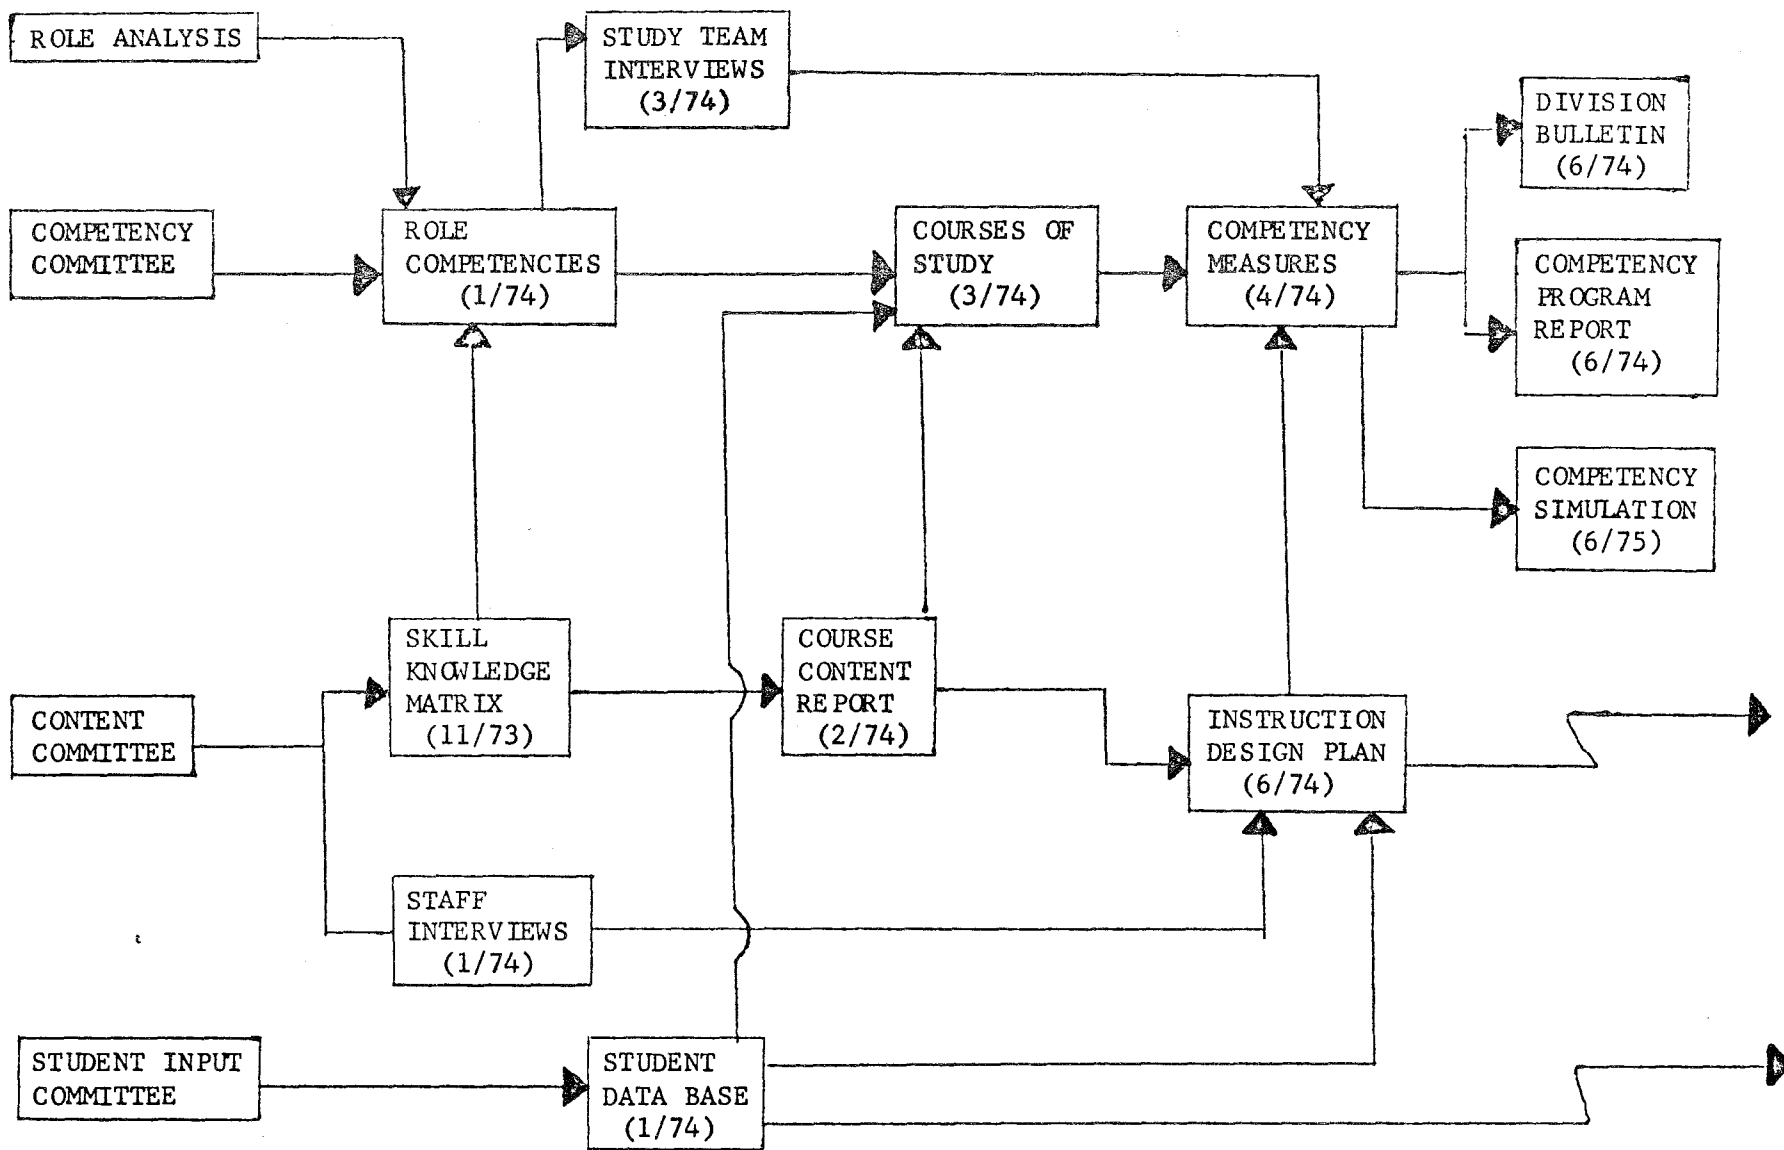 ROLE ANALYSIS
STUDY TEAM
INTERVIEWS
(3/74)
DIVISION
BULLETIN
(6/74)
COMPETENCY
COMMITTEE
ROLE
COMPETENCIES
(1/74)
COURSES OF
STUDY
(3/74)
COMPETENCY
MEASURES
(4/74)
COMPETENCY
PROGRAM
REPORT
(6/74)
COMPETENCY
SIMULATION
(6/75)
CONTENT
COMMITTEE
SKILL
KNOWLEDGE
MATRIX
(11/73)
COURSE
CONTENT
REPORT
(2/74)
INSTRUCTION
DESIGN PLAN
(6/74)
STAFF
INTERVIEWS
(1/74)
STUDENT INPUT
COMMITTEE
STUDENT
DATA BASE
(1/74)